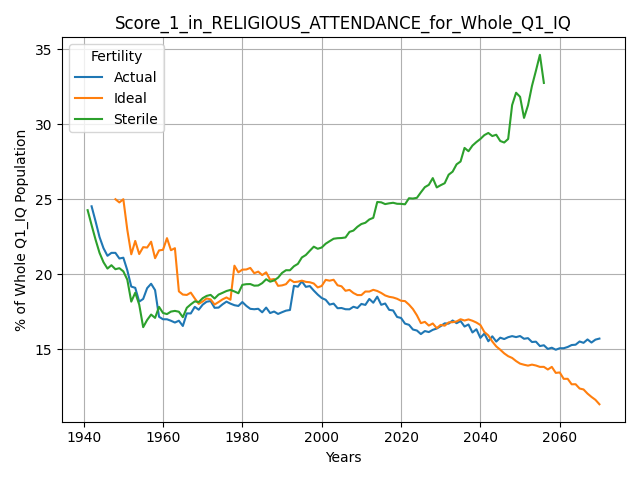 Score_1_in_RELIGIOUS_ATTENDANCE_for_Whole_Q1_IQ
Fertility
Actual
Ideal
Sterile
% of Whole Q1_IQ Population
35
30
25
20
15
1940 1960 1980 2000 2020 2040 2060
Years